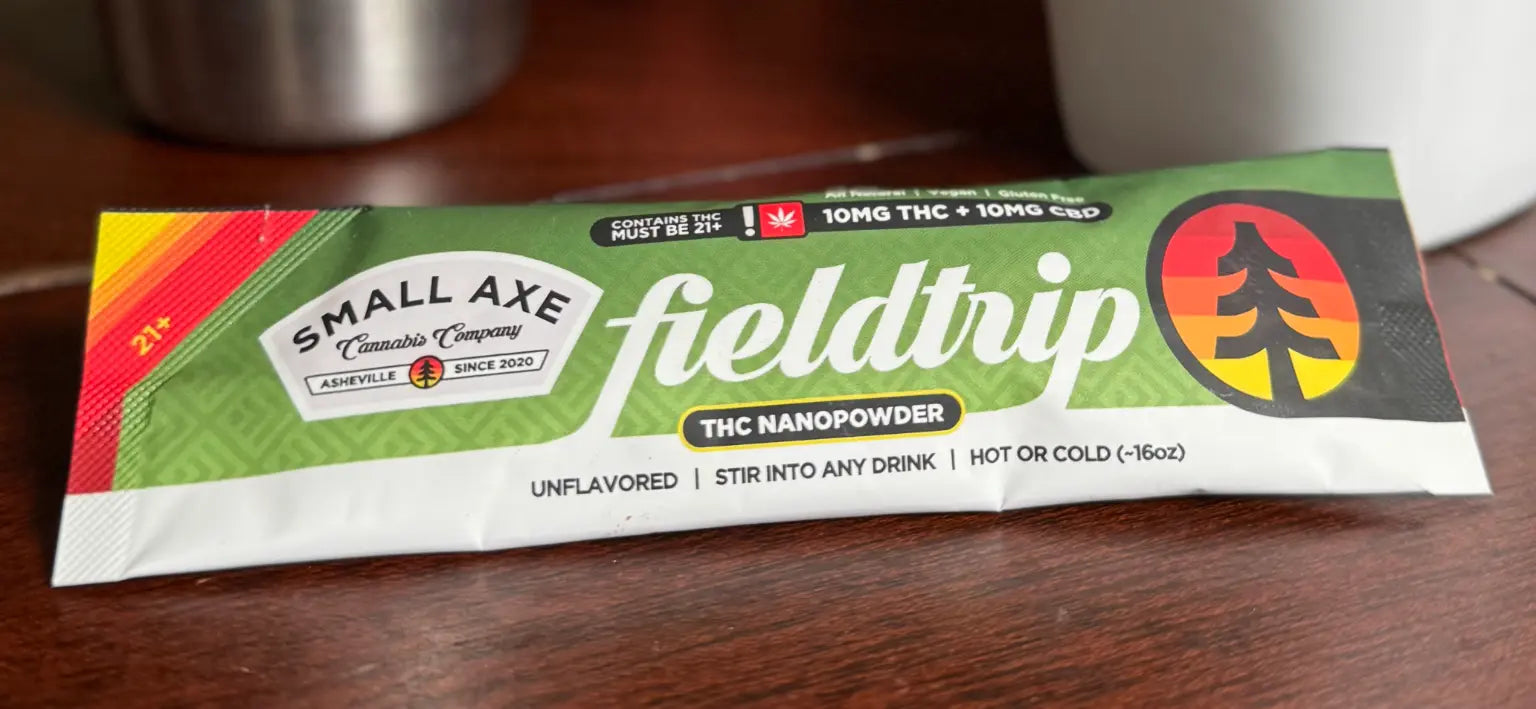 All Natural | Vegan | Gluten Free
CONTAINS THC
MUST BE 21+
! 10MG THC + 10MG CBD
21+
SMALL AXE
Cannabis Company
ASHEVILLE SINCE 2020
fieldtrip
THC NANOPOWDER
UNFLAVORED | STIR INTO ANY DRINK | HOT OR COLD (~16oz)